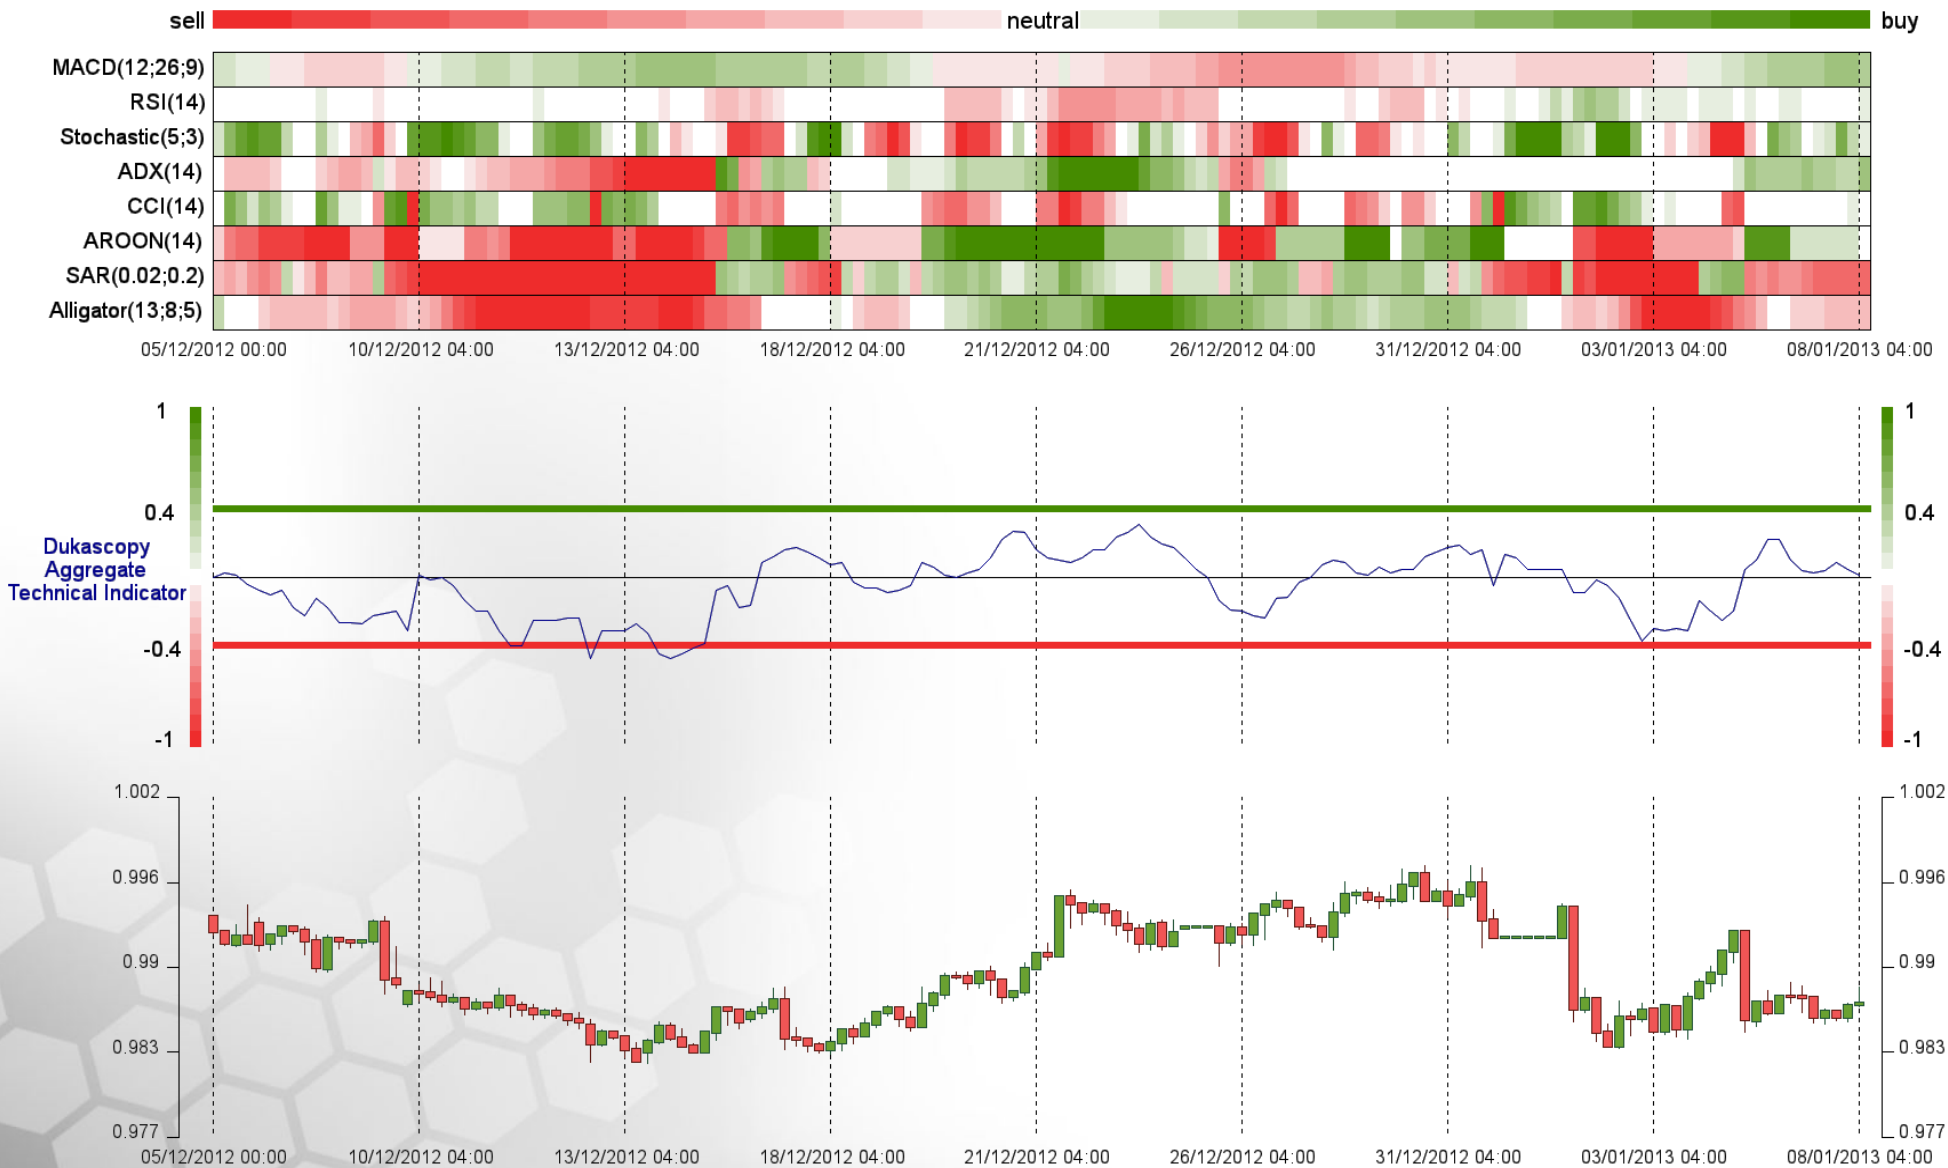 sell neutral buy
MACD(12;26;9)
RSI(14)
Stochastic(5;3)
ADX(14)
CCI(14)
AROON(14)
SAR(0.02;0.2)
Alligator(13;8;5)
05/12/2012 00:00 10/12/2012 04:00 13/12/2012 04:00 18/12/2012 04:00 21/12/2012 04:00 26/12/2012 04:00 31/12/2012 04:00 03/01/2013 04:00 08/01/2013 04:00
1 1
0.4 0.4
Dukascopy
Aggregate
Technical Indicator
-0.4 -0.4
-1 -1
1.002 1.002
0.996 0.996
0.99 0.99
0.983 0.983
0.977 0.977
05/12/2012 00:00 10/12/2012 04:00 13/12/2012 04:00 18/12/2012 04:00 21/12/2012 04:00 26/12/2012 04:00 31/12/2012 04:00 03/01/2013 04:00 08/01/2013 04:00